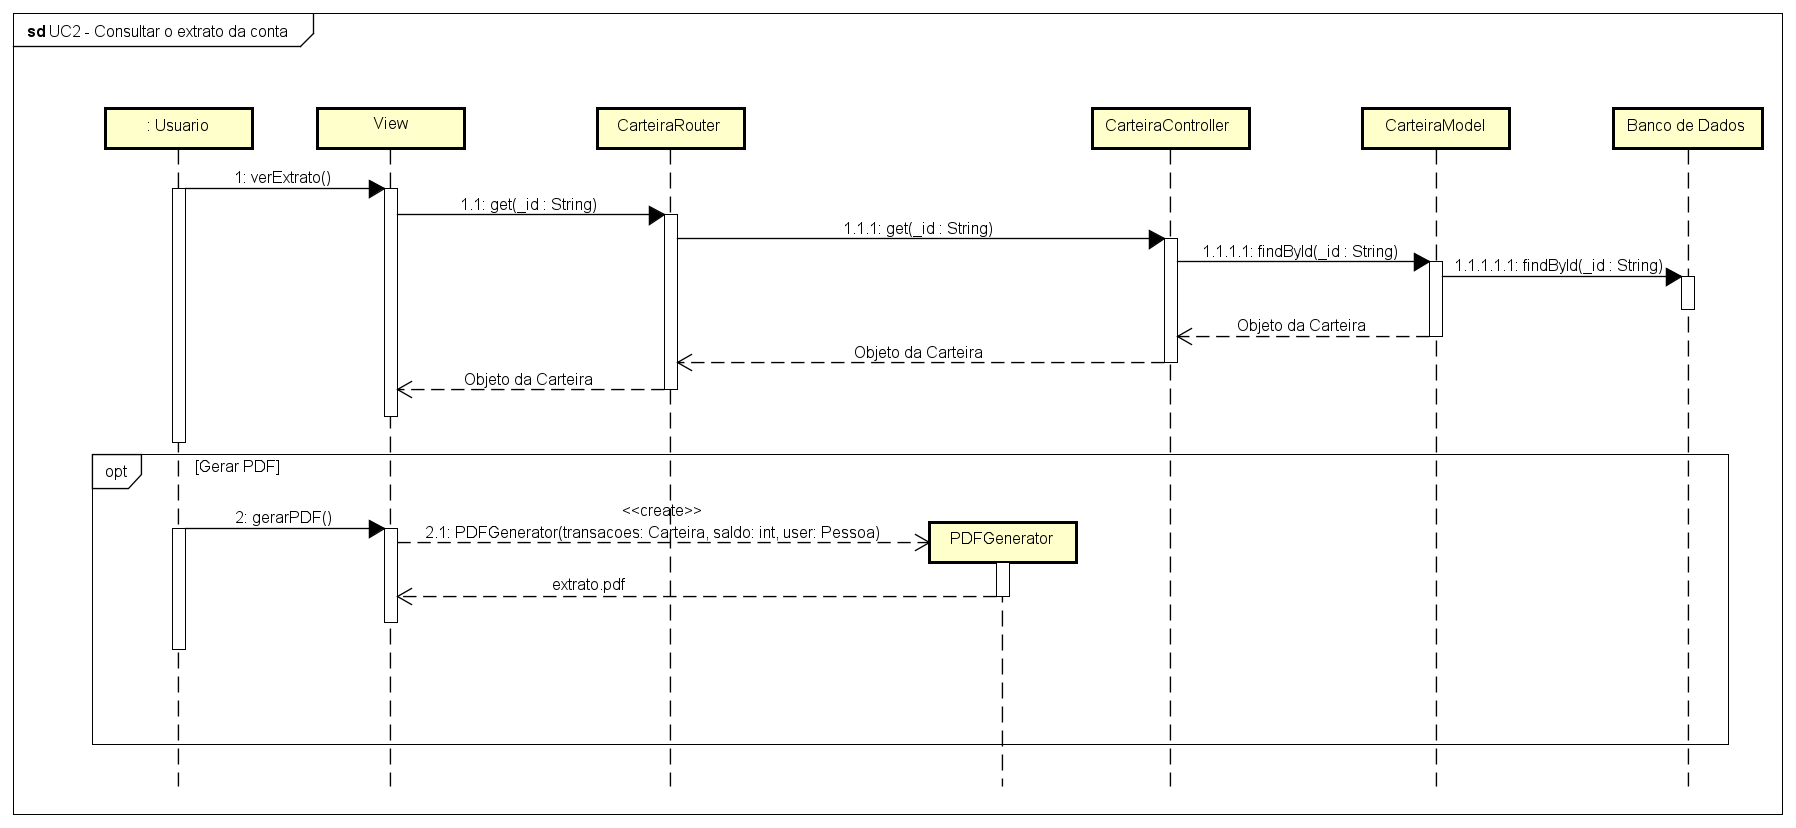 sd UC2 - Consultar o extrato da conta
: Usuario
View
CarteiraRouter
CarteiraController
CarteiraModel
Banco de Dados
1: verExtrato()
1.1: get(_id : String)
1.1.1: get(_id : String)
1.1.1.1: findById(_id : String)
1.1.1.1.1: findById(_id : String)
Objeto da Carteira
Objeto da Carteira
Objeto da Carteira
opt
[Gerar PDF]
2: gerarPDF()
<<create>>
2.1: PDFGenerator(transacoes: Carteira, saldo: int, user: Pessoa)
PDFGenerator
extrato.pdf